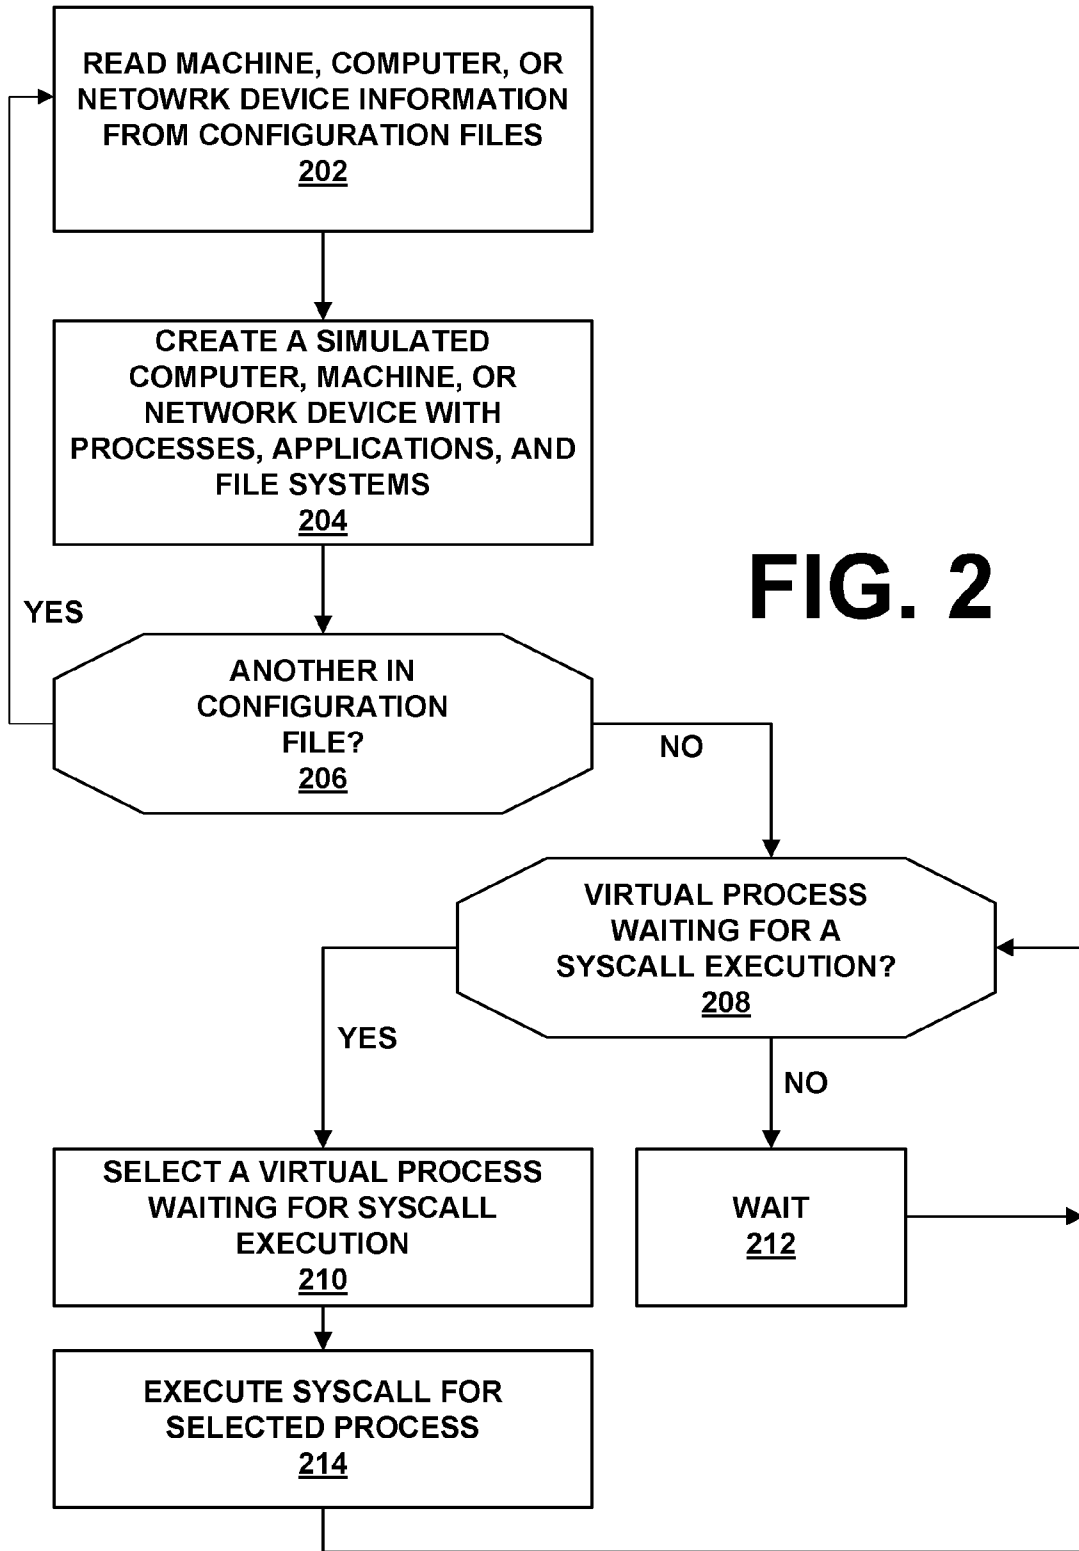 READ MACHINE, COMPUTER, OR
NETOWRK DEVICE INFORMATION
FROM CONFIGURATION FILES
202
CREATE A SIMULATED
COMPUTER, MACHINE, OR
NETWORK DEVICE WITH
PROCESSES, APPLICATIONS, AND
FILE SYSTEMS
204
FIG. 2
YES
ANOTHER IN
CONFIGURATION
FILE?
206
NO
VIRTUAL PROCESS
WAITING FOR A
SYSCALL EXECUTION?
208
YES
NO
SELECT A VIRTUAL PROCESS
WAITING FOR SYSCALL
EXECUTION
210
WAIT
212
EXECUTE SYSCALL FOR
SELECTED PROCESS
214